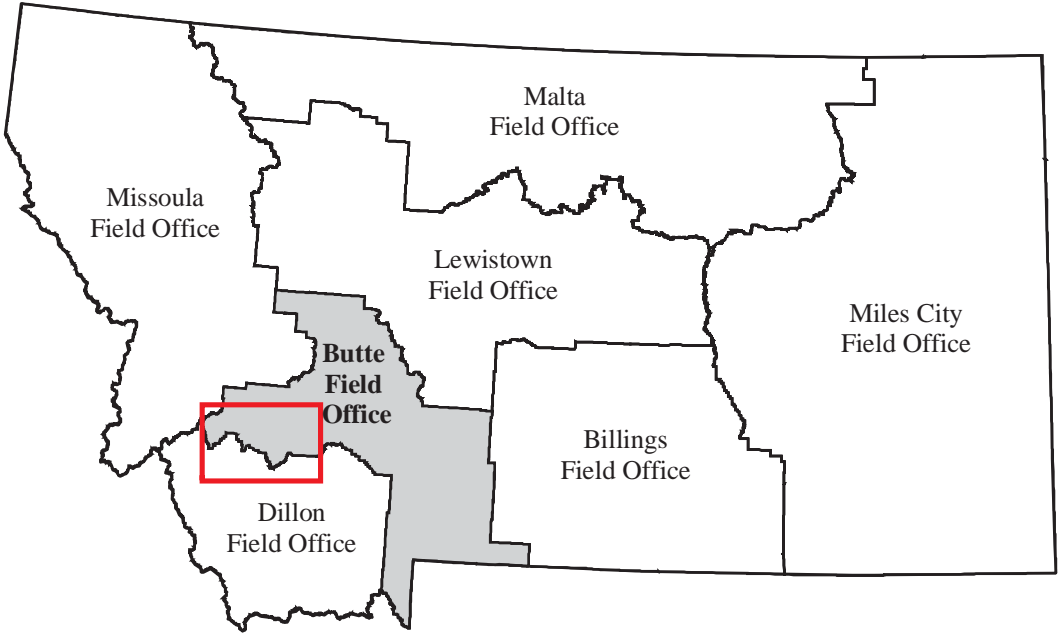 Malta
Field Office
Missoula
Field Office
Lewistown
Field Office
Miles City
Field Office
Butte
Field
Office
Billings
Field Office
Dillon
Field Office